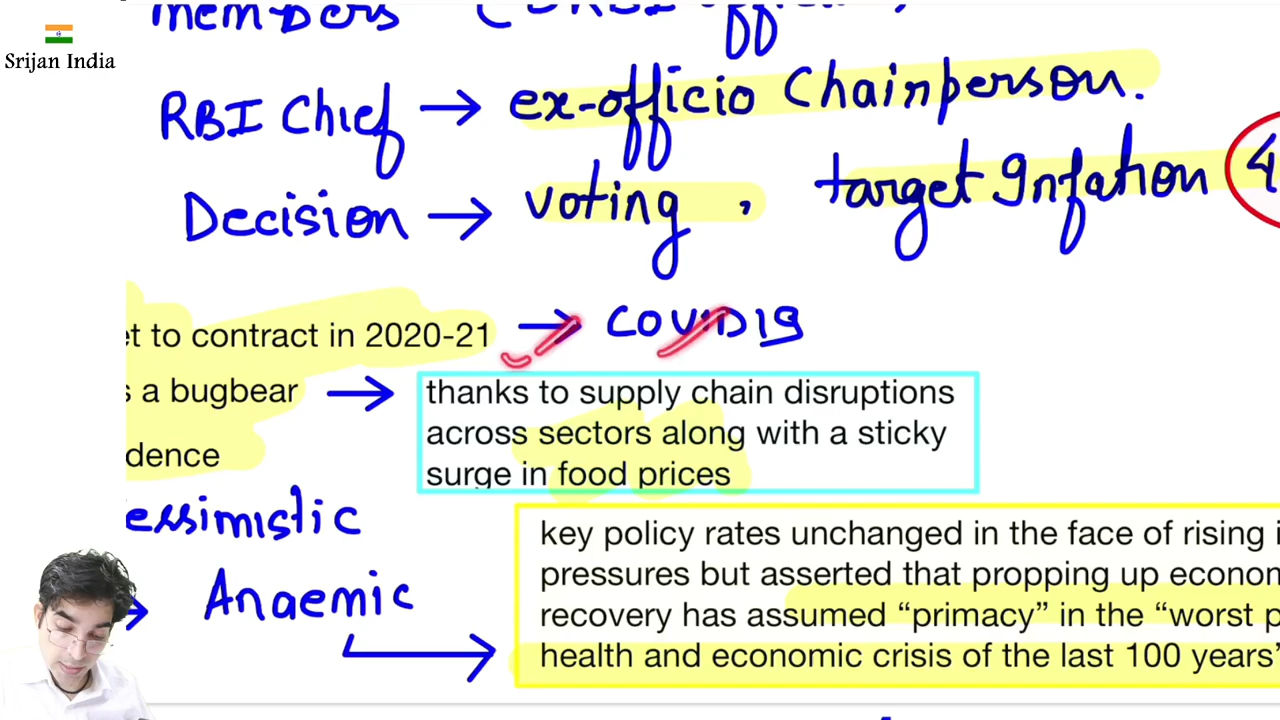 members
Srijan India
RBI Chief → ex-officio Chairperson.
Decision → voting, target Inflation 4
et to contract in 2020-21 → COVID19
s a bugbear → thanks to supply chain disruptions
across sectors along with a sticky
dence
surge in food prices
essimistic
key policy rates unchanged in the face of rising i
pressures but asserted that propping up econom
→ Anaemic
recovery has assumed “primacy” in the “worst p
health and economic crisis of the last 100 years”